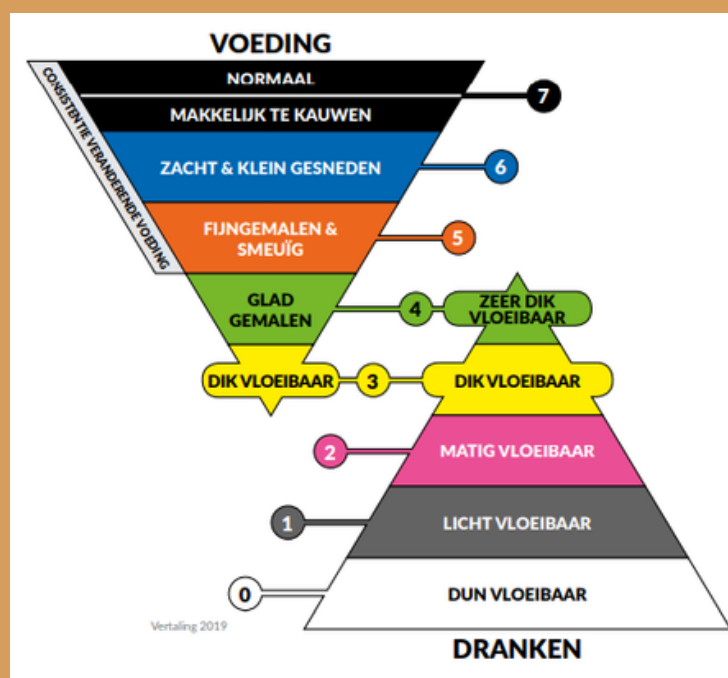 VOEDING
CONSISTENTIE VERANDERENDE VOEDING
NORMAAL
7
MAKKELIJK TE KAUWEN
ZACHT & KLEIN GESNEDEN
6
FIJNGEMALEN &
SMEUÏG
5
GLAD
GEMALEN
4
ZEER DIK
VLOEIBAAR
DIK VLOEIBAAR
3
DIK VLOEIBAAR
2
MATIG VLOEIBAAR
1
LICHT VLOEIBAAR
0
DUN VLOEIBAAR
Vertaling 2019
DRANKEN